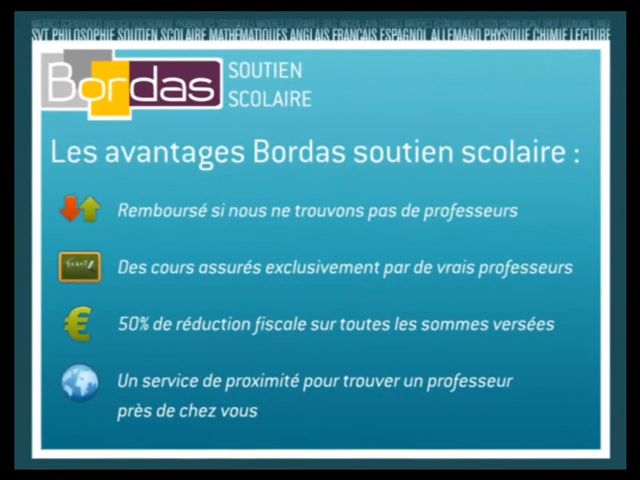 SVT PHILOSOPHIE SOUTIEN SCOLAIRE MATHÉMATIQUES ANGLAIS FRANÇAIS ESPAGNOL ALLEMAND PHYSIQUE CHIMIE LECTURE
Bordas SOUTIEN
SCOLAIRE
Les avantages Bordas soutien scolaire :
Remboursé si nous ne trouvons pas de professeurs
Des cours assurés exclusivement par de vrais professeurs
50% de réduction fiscale sur toutes les sommes versées
Un service de proximité pour trouver un professeur
près de chez vous